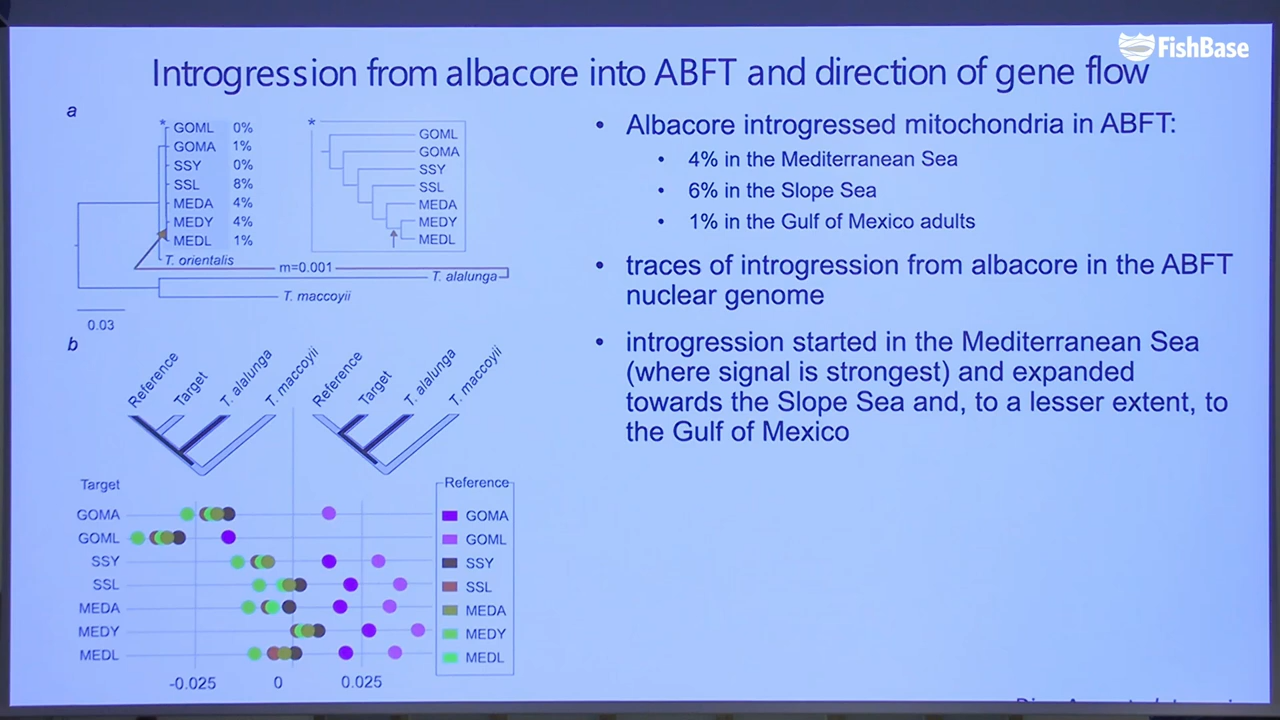 FishBase
Introgression from albacore into ABFT and direction of gene flow
a
* GOML 0%
GOMA 1%
SSY 0%
SSL 8%
MEDA 4%
MEDY 4%
MEDL 1%
T. orientalis
m=0.001
T. alalunga
T. maccoyii
0.03
*
GOML
GOMA
SSY
SSL
MEDA
MEDY
MEDL
b
Reference
Target
T. alalunga
T. maccoyii
Reference
Target
T. alalunga
T. maccoyii
Target
GOMA
GOML
SSY
SSL
MEDA
MEDY
MEDL
-0.025 0 0.025
Reference
GOMA
GOML
SSY
SSL
MEDA
MEDY
MEDL
• Albacore introgressed mitochondria in ABFT:
• 4% in the Mediterranean Sea
• 6% in the Slope Sea
• 1% in the Gulf of Mexico adults
• traces of introgression from albacore in the ABFT
nuclear genome
• introgression started in the Mediterranean Sea
(where signal is strongest) and expanded
towards the Slope Sea and, to a lesser extent, to
the Gulf of Mexico